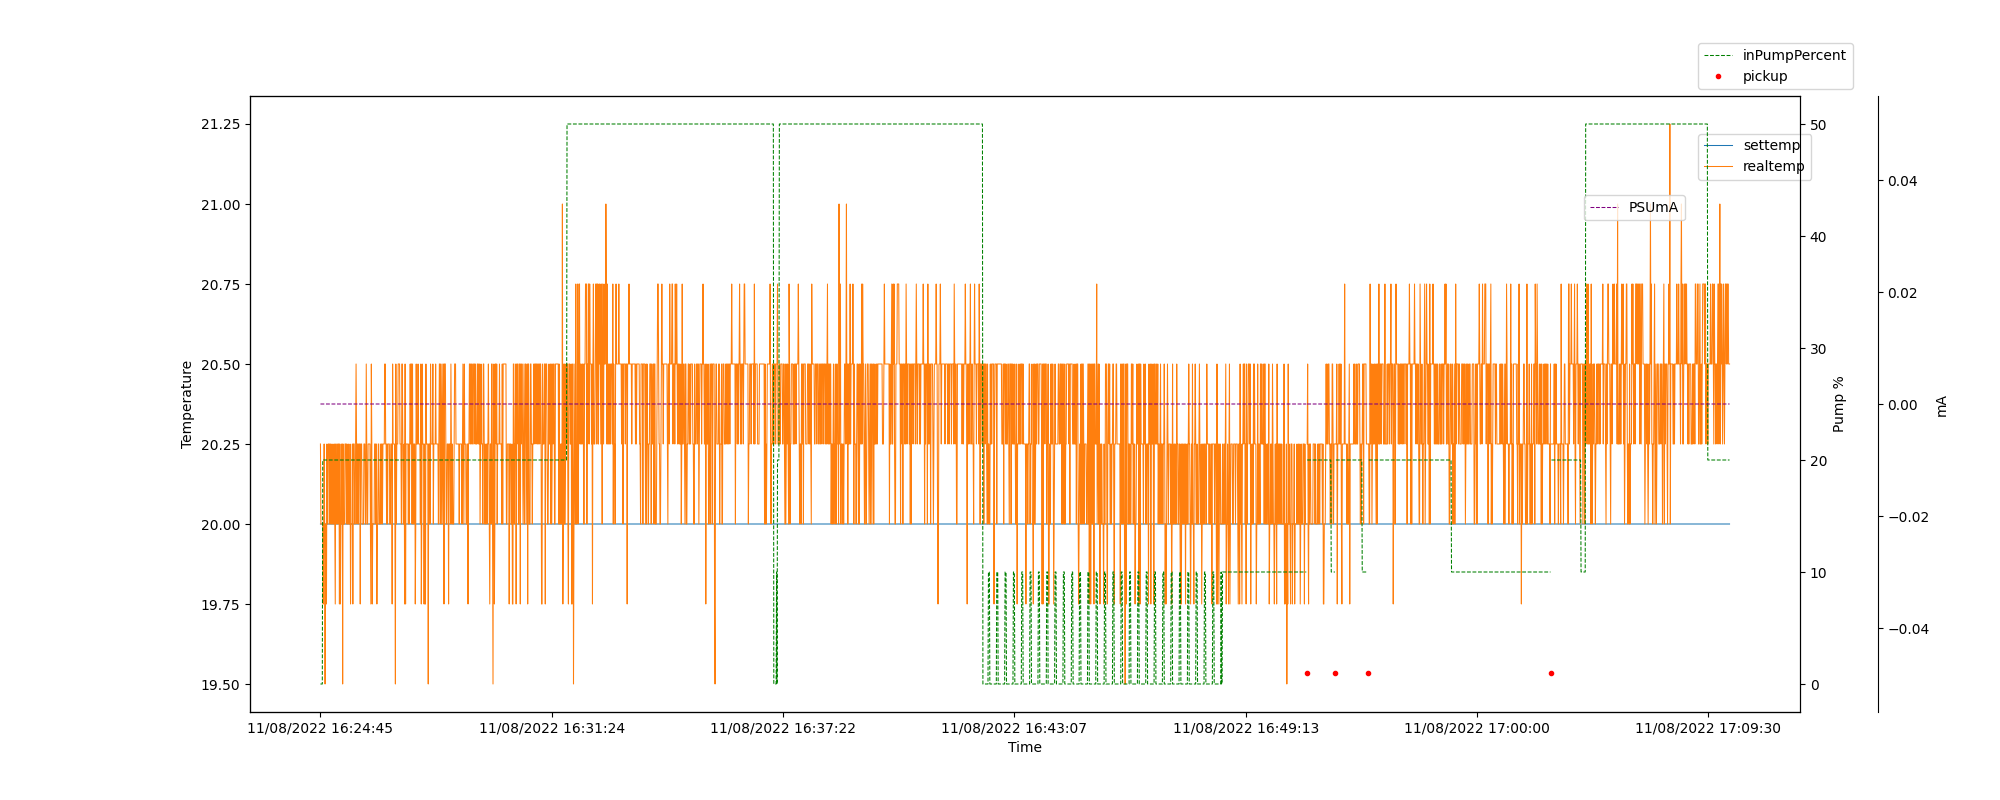 inPumpPercent
pickup
settemp
realtemp
PSUmA
21.25
21.00
20.75
20.50
20.25
20.00
19.75
19.50
Temperature
50
40
30
20
10
0
Pump %
0.04
0.02
0.00
−0.02
−0.04
mA
11/08/2022 16:24:45
11/08/2022 16:31:24
11/08/2022 16:37:22
11/08/2022 16:43:07
11/08/2022 16:49:13
11/08/2022 17:00:00
11/08/2022 17:09:30
Time